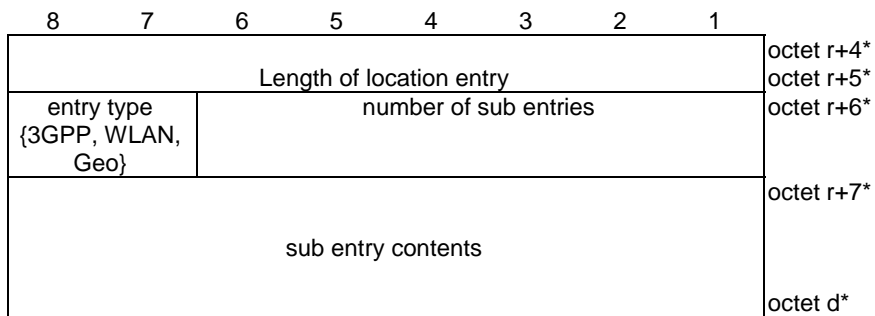 8 7 6 5 4 3 2 1
octet r+4*
Length of location entry octet r+5*
entry type number of sub entries octet r+6*
{3GPP, WLAN,
Geo}
octet r+7*
sub entry contents
octet d*